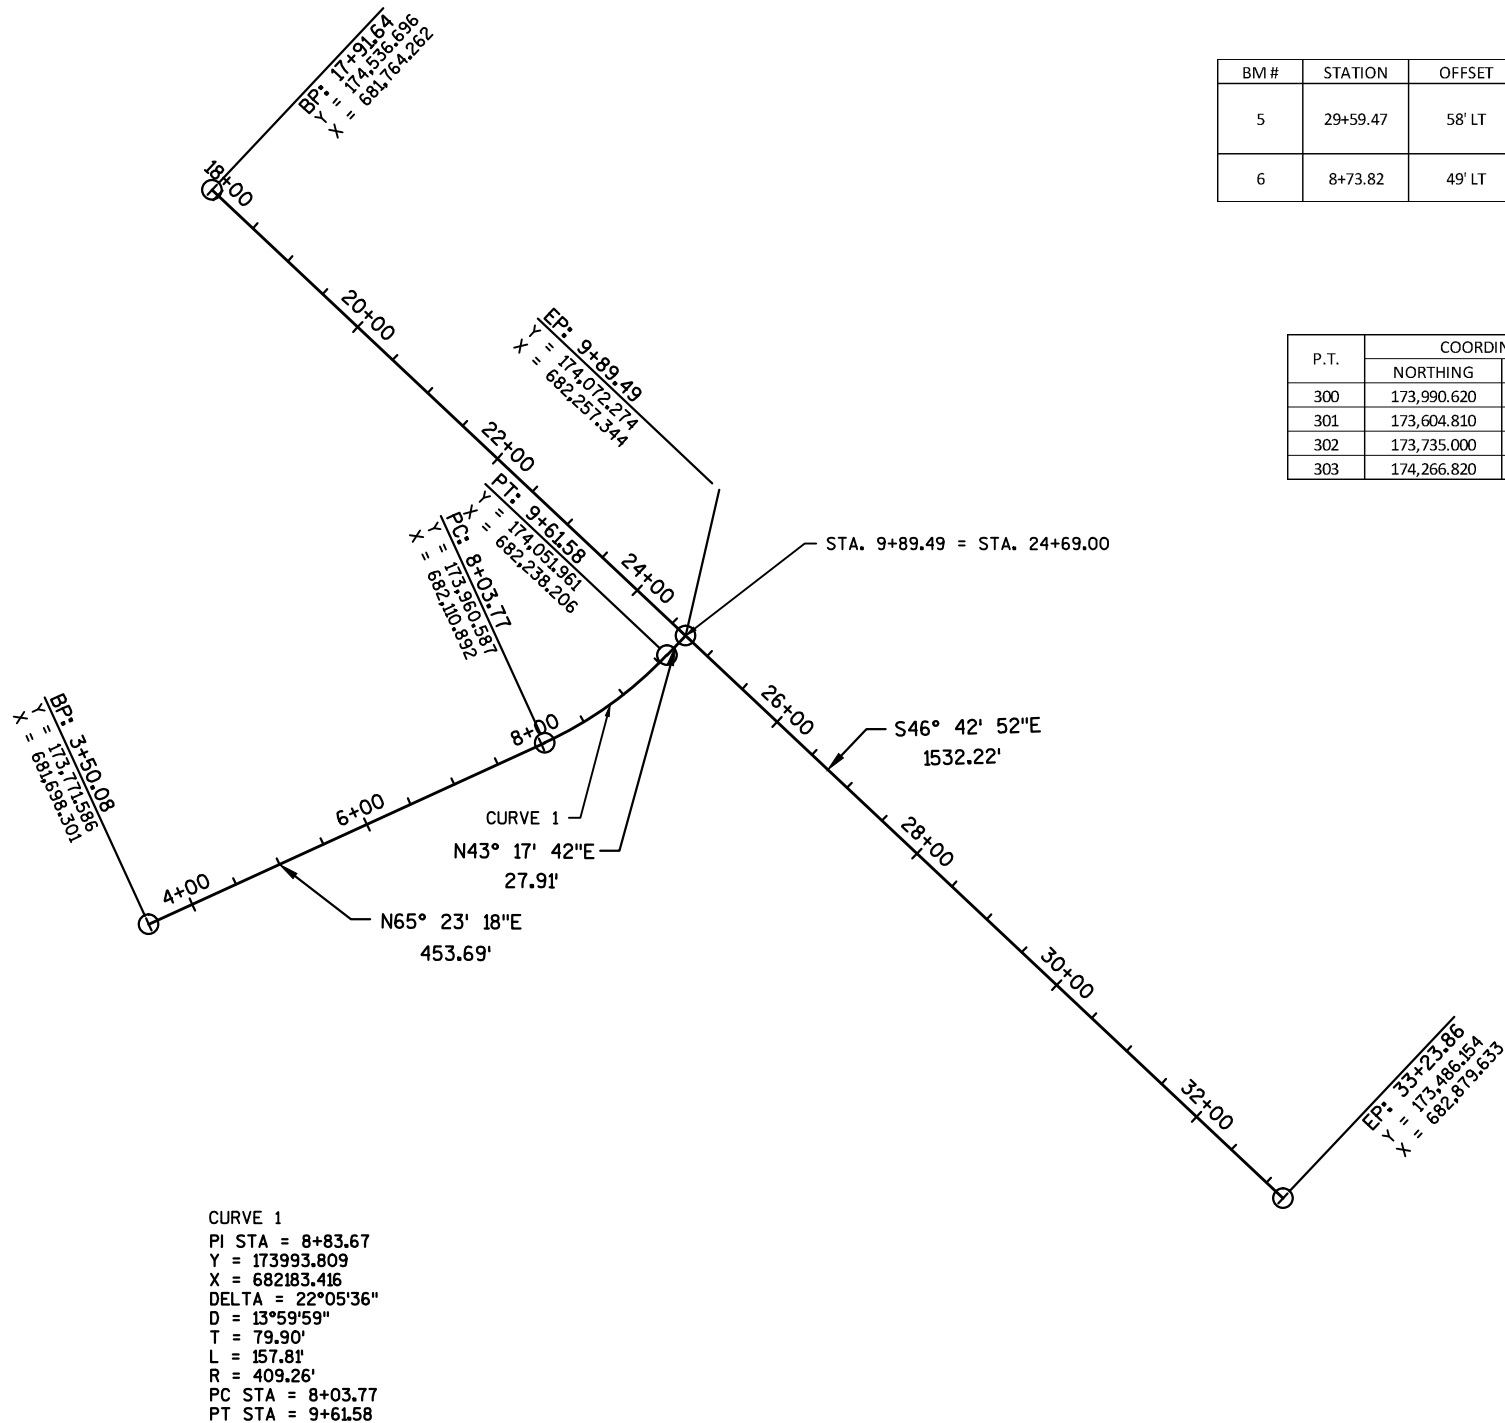 BP: 17+91.64
Y = 174,536.696
X = 681,764.262
BM # STATION OFFSET
5 29+59.47 58' LT
6 8+73.82 49' LT
18+00
20+00
EP: 9+89.49
Y = 174,072.274
X = 682,257.344
P.T. COORDIN
NORTHING
300 173,990.620
301 173,604.810
302 173,735.000
303 174,266.820
22+00
PT: 9+61.58
Y = 174,051.961
X = 682,238.206
PC: 8+03.77
Y = 173,960.587
X = 682,110.892
24+00
STA. 9+89.49 = STA. 24+69.00
26+00
S46° 42' 52"E
1532.22'
BP: 3+50.08
Y = 173,771.586
X = 681,698.301
8+00
6+00
CURVE 1
N43° 17' 42"E
27.91'
28+00
4+00
N65° 23' 18"E
453.69'
30+00
32+00
EP: 33+23.86
Y = 173,486.154
X = 682,879.633
CURVE 1
PI STA = 8+83.67
Y = 173993.809
X = 682183.416
DELTA = 22°05'36"
D = 13°59'59"
T = 79.90'
L = 157.81'
R = 409.26'
PC STA = 8+03.77
PT STA = 9+61.58